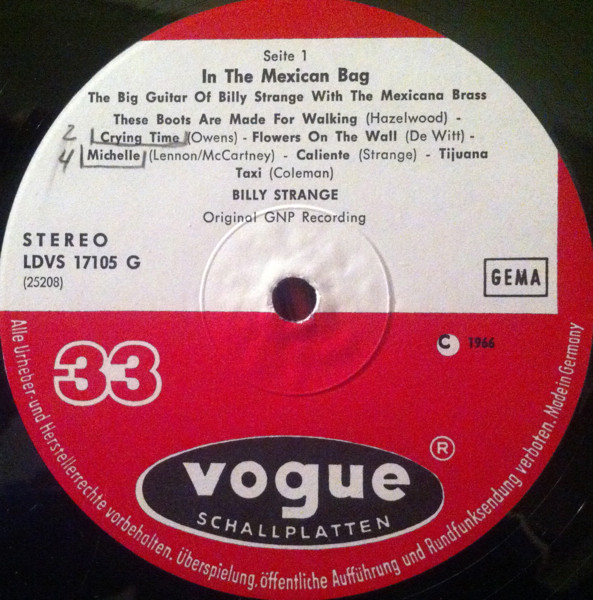 Seite 1
In The Mexican Bag
The Big Guitar Of Billy Strange With The Mexicana Brass
These Boots Are Made For Walking (Hazelwood) -
2 Crying Time (Owens) - Flowers On The Wall (De Witt) -
4 Michelle (Lennon/McCartney) - Caliente (Strange) - Tijuana
Taxi (Coleman)
BILLY STRANGE
Original GNP Recording
STEREO
LDVS 17105 G
(25208)
GEMA
33
C 1966
vogue ®
SCHALLPLATTEN
Alle Urheber- und Herstellerrechte vorbehalten. Überspielung, öffentliche Aufführung und Rundfunksendung verboten. Made in Germany